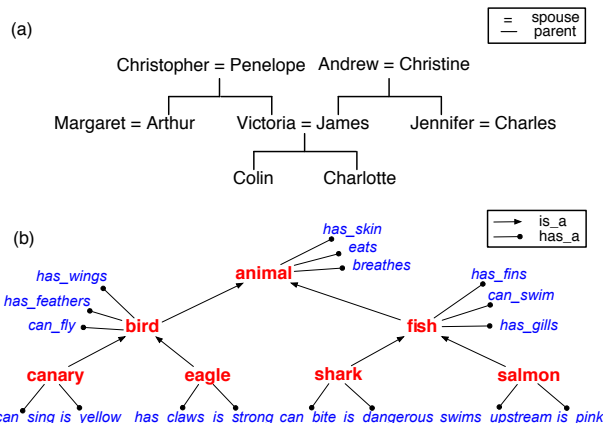 (a)
= spouse
— parent
Christopher = Penelope Andrew = Christine
Margaret = Arthur Victoria = James Jennifer = Charles
Colin Charlotte
(b)
is_a
has_a
has_skin
eats
breathes
animal
has_wings
has_feathers
can_fly
bird
has_fins
can_swim
has_gills
fish
canary eagle shark salmon
can_sing is_yellow has_claws is_strong can_bite is_dangerous swims_upstream is_pink